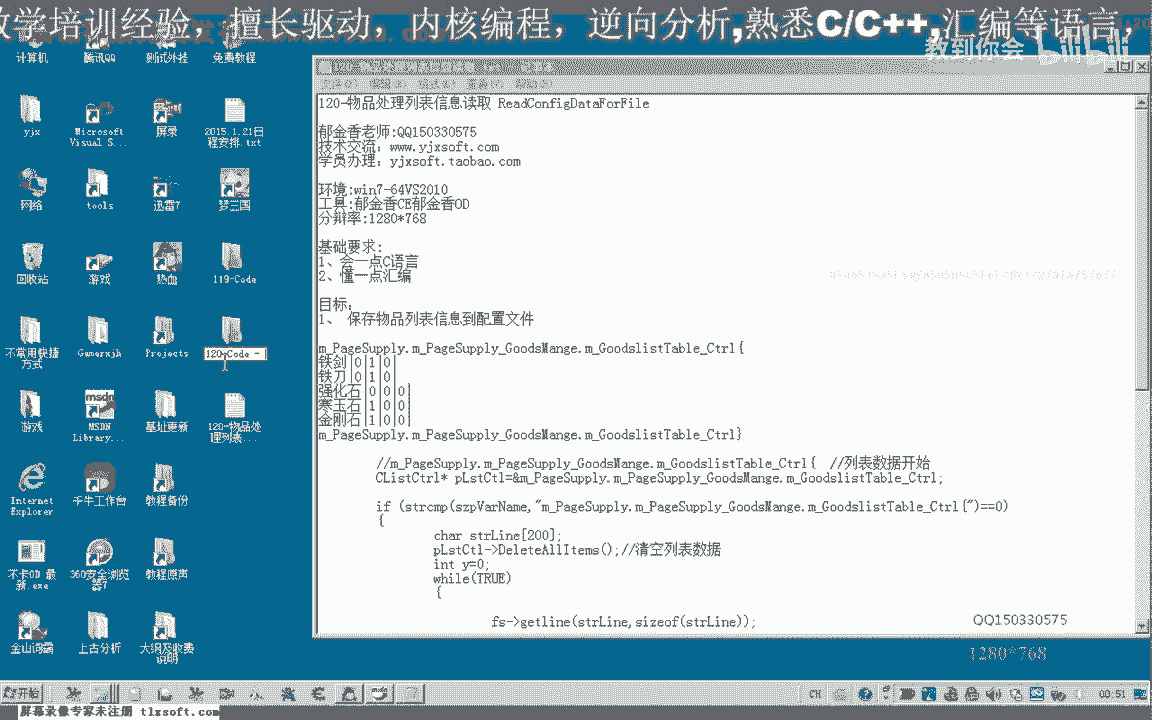 教学培训经验，擅长驱动，内核编程，逆向分析,熟悉C/C++,汇编等语言，
教到你会 bilibili
计算机
腾讯QQ
测试外挂
免费教程
yjx
Microsoft Visual S...
屏录
2015.1.21日程安排.txt
网络
tools
迅雷7
梦兰国
回收站
游戏
热血
119-Code
不常用快捷方式
Gamerxjh
Projects
120-Code -
游戏
MSDN Library...
基址更新
120-物品处理列表...
Internet Explorer
千牛工作台
教程备份
不卡OD 最新.exe
360安全浏览器7
教程原声
金山词霸
上古分析
大纲及收费说明
120-物品处理列表信息读取 ReadConfigDataForFile
郁金香老师:QQ150330575
技术交流：www.yjxsoft.com
学员办理：yjxsoft.taobao.com
环境:win7-64VS2010
工具:郁金香CE郁金香OD
分辩率:1280*768
基础要求:
1、会一点C语言
2、懂一点汇编
目标：
1、 保存物品列表信息到配置文件
m_PageSupply.m_PageSupply_GoodsMange.m_GoodslistTable_Ctrl{
铁剑|0|1|0|
铁刀|0|1|0|
强化石|0|0|0|
寒玉石|1|0|0|
金刚石|1|0|0|
m_PageSupply.m_PageSupply_GoodsMange.m_GoodslistTable_Ctrl}
//m_PageSupply.m_PageSupply_GoodsMange.m_GoodslistTable_Ctrl{ //列表数据开始
CListCtrl* pLstCtl=&m_PageSupply.m_PageSupply_GoodsMange.m_GoodslistTable_Ctrl;
if (strcmp(szpVarName,"m_PageSupply.m_PageSupply_GoodsMange.m_GoodslistTable_Ctrl{")==0)
{
char strLine[200];
pLstCtl->DeleteAllItems();//清空列表数据
int y=0;
while(TRUE)
{
fs->getline(strLine,sizeof(strLine));
QQ150330575
1280*768
开始
CH
00:51
屏幕录像专家未注册 tlxsoft.com